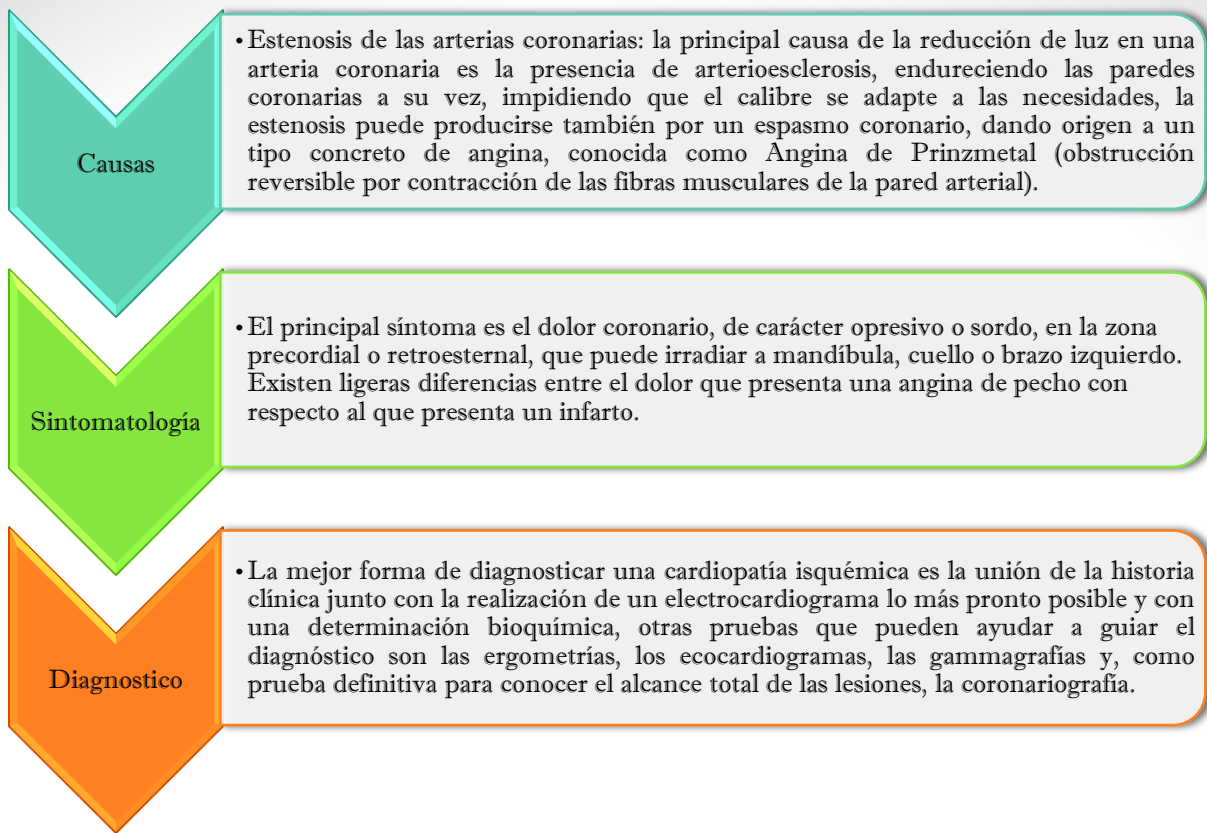 Causas
• Estenosis de las arterias coronarias: la principal causa de la reducción de luz en una
arteria coronaria es la presencia de arterioesclerosis, endureciendo las paredes
coronarias a su vez, impidiendo que el calibre se adapte a las necesidades, la
estenosis puede producirse también por un espasmo coronario, dando origen a un
tipo concreto de angina, conocida como Angina de Prinzmetal (obstrucción
reversible por contracción de las fibras musculares de la pared arterial).
Sintomatología
• El principal síntoma es el dolor coronario, de carácter opresivo o sordo, en la zona
precordial o retroesternal, que puede irradiar a mandíbula, cuello o brazo izquierdo.
Existen ligeras diferencias entre el dolor que presenta una angina de pecho con
respecto al que presenta un infarto.
Diagnostico
• La mejor forma de diagnosticar una cardiopatía isquémica es la unión de la historia
clínica junto con la realización de un electrocardiograma lo más pronto posible y con
una determinación bioquímica, otras pruebas que pueden ayudar a guiar el
diagnóstico son las ergometrías, los ecocardiogramas, las gammagrafías y, como
prueba definitiva para conocer el alcance total de las lesiones, la coronariografía.